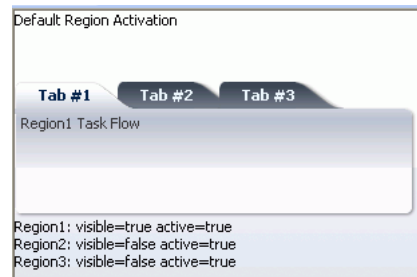 Default Region Activation
Tab #1 Tab #2 Tab #3
Region1 Task Flow
Region1: visible=true active=true
Region2: visible=false active=true
Region3: visible=false active=true